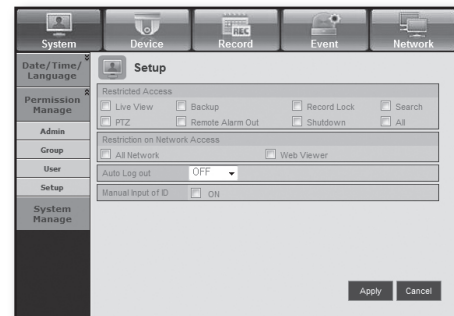 System
Device
REC
Record
Event
Network
Date/Time/
Language
Permission
Manage
Admin
Group
User
Setup
System
Manage
Setup
Restricted Access
Live View
Backup
Record Lock
Search
PTZ
Remote Alarm Out
Shutdown
All
Restriction on Network Access
All Network
Web Viewer
Auto Log out
OFF
Manual Input of ID
ON
Apply
Cancel